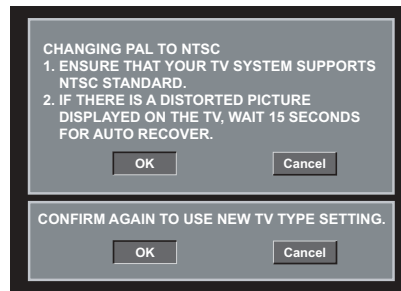 CHANGING PAL TO NTSC
1. ENSURE THAT YOUR TV SYSTEM SUPPORTS
NTSC STANDARD.
2. IF THERE IS A DISTORTED PICTURE
DISPLAYED ON THE TV, WAIT 15 SECONDS
FOR AUTO RECOVER.
OK Cancel
CONFIRM AGAIN TO USE NEW TV TYPE SETTING.
OK Cancel